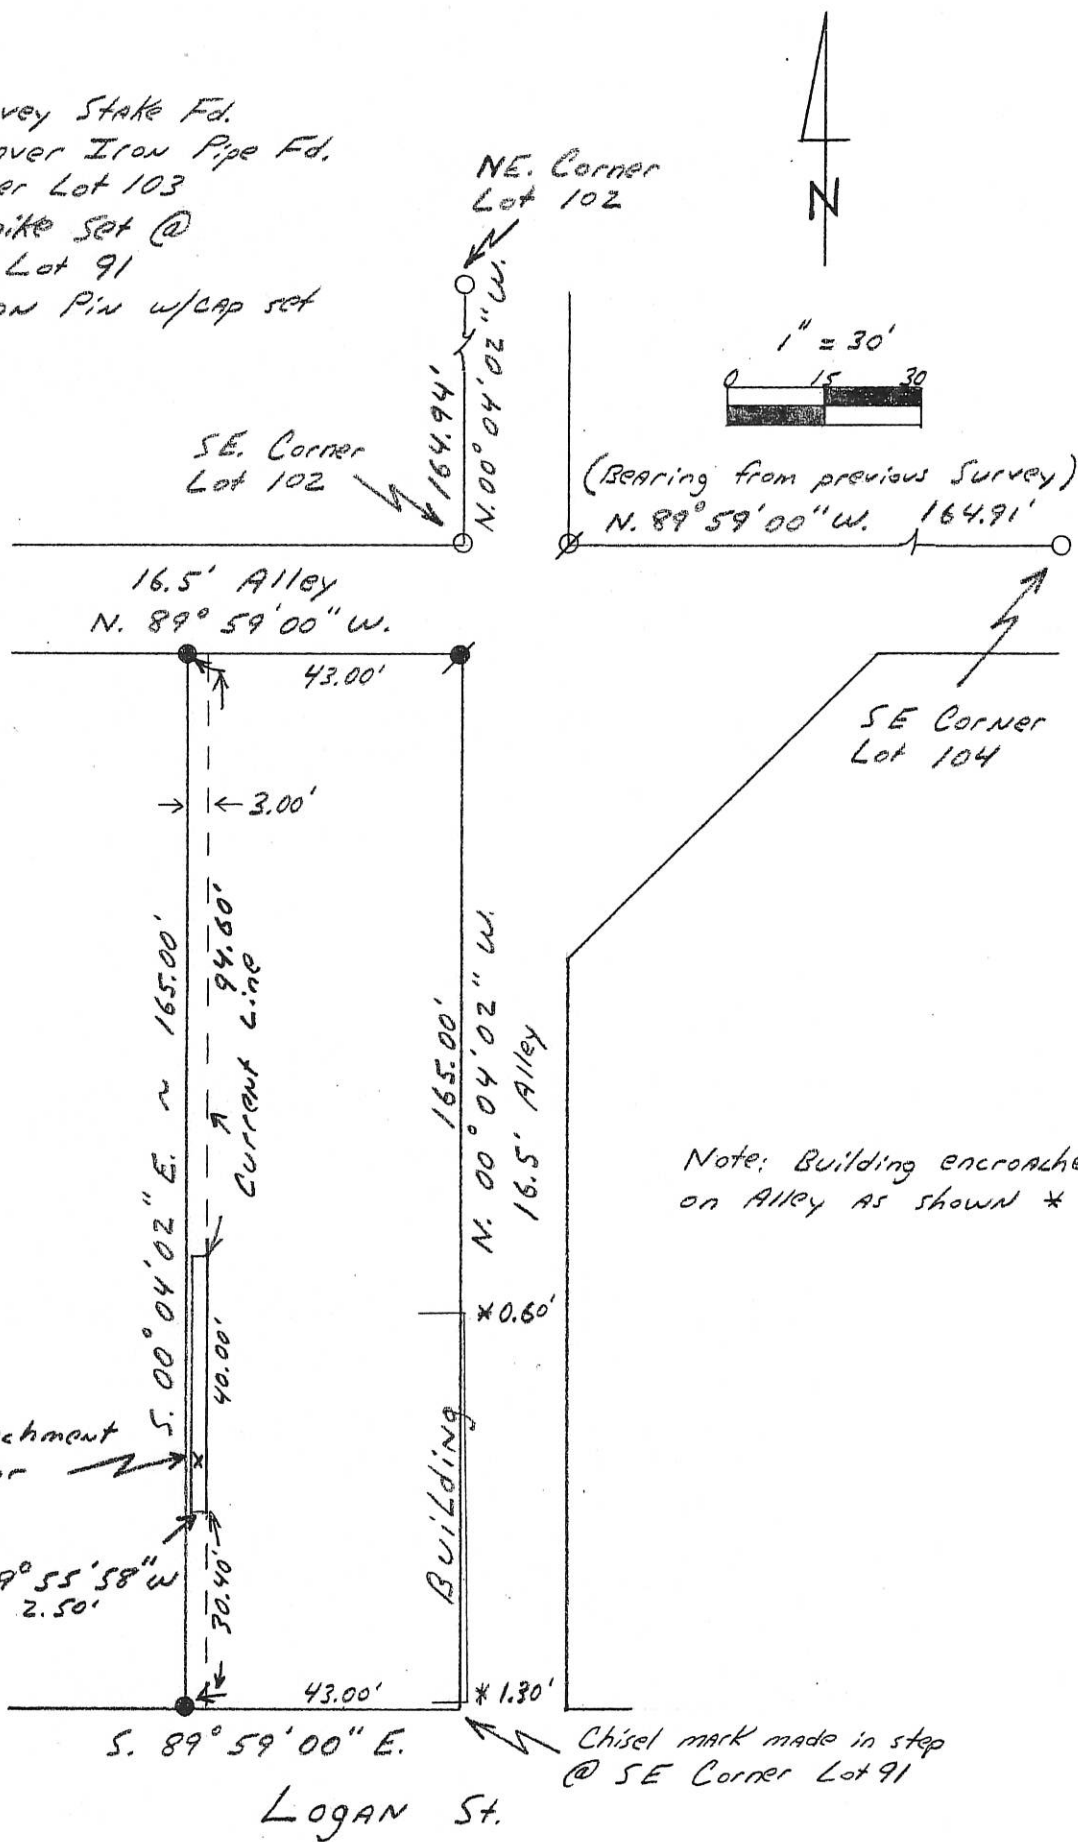 vey Stake Fd.
over Iron Pipe Fd.
er Lot 103
pike Set @
Lot 91
on Pin w/cap set
NE. Corner
Lot 102
N
1" = 30'
0 15 30
164.94'
N. 00° 04' 02" W.
SE. Corner
Lot 102
(Bearing from previous Survey)
N. 89° 59' 00" W. 164.91'
16.5' Alley
N. 89° 59' 00" W.
43.00'
SE Corner
Lot 104
3.00'
S. 00° 04' 02" E. ~ 165.00'
94.60'
Current Line
165.00'
N. 00° 04' 02" W.
16.5' Alley
Note: Building encroache
on Alley As shown *
* 0.60'
40.00'
chment
x
Building
9° 55' 58" W
2.50'
30.40'
43.00'
* 1.30'
S. 89° 59' 00" E.
Chisel mark made in step
@ SE Corner Lot 91
Logan St.